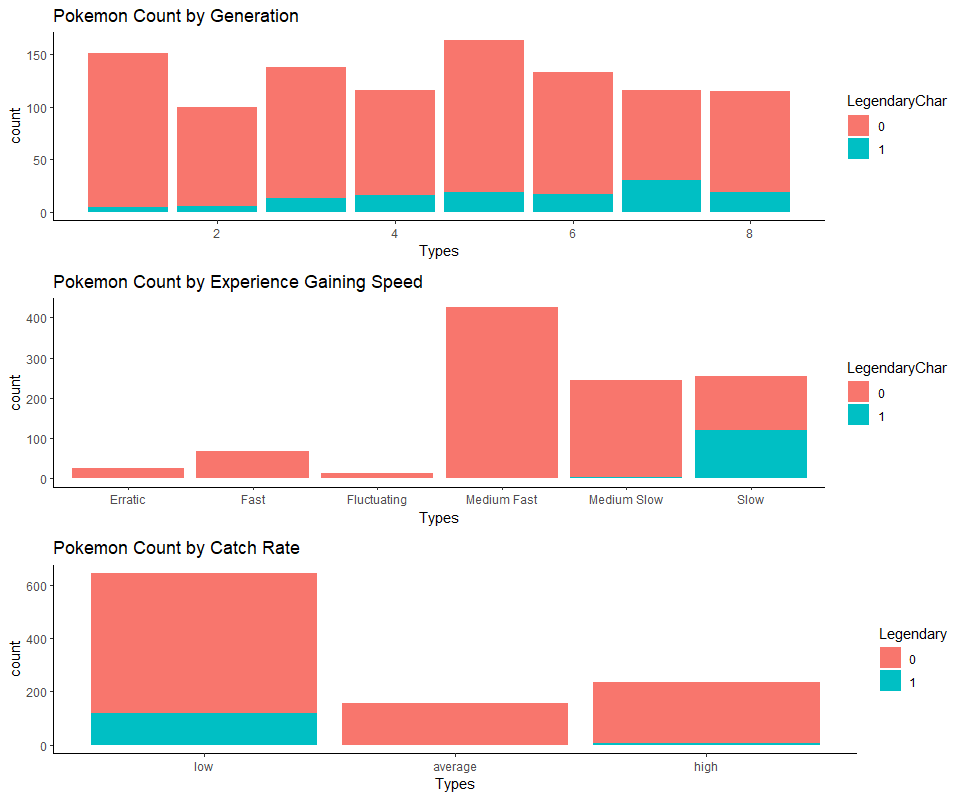 Pokemon Count by Generation
150
100
50
0
count
2 4 6 8
Types
LegendaryChar
0
1
Pokemon Count by Experience Gaining Speed
400
300
200
100
0
count
Erratic Fast Fluctuating Medium Fast Medium Slow Slow
Types
LegendaryChar
0
1
Pokemon Count by Catch Rate
600
400
200
0
count
low average high
Types
Legendary
0
1